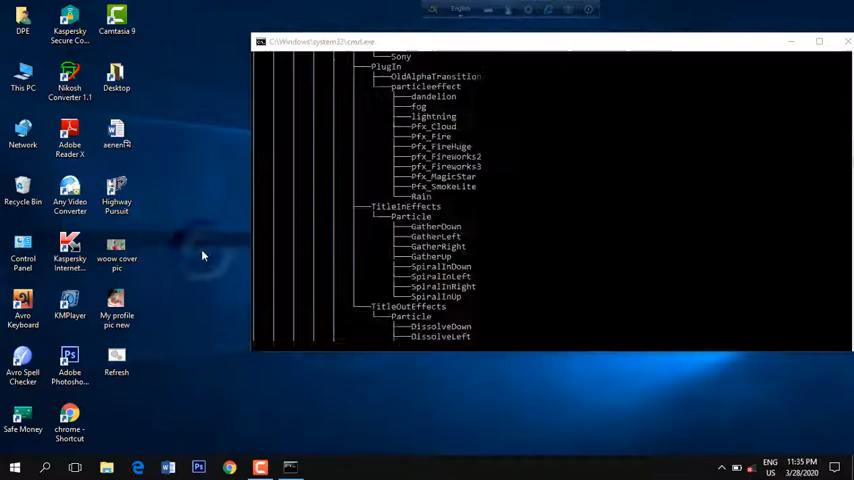 DPE
Kaspersky
Secure Co...
Camtasia 9
This PC
Nikosh
Converter 1.1
Desktop
Network
Adobe
Reader X
Recycle Bin
Any Video
Converter
Highway
Pursuit
Control
Panel
Kaspersky
Internet...
woow cover
pic
Avro
Keyboard
KMPlayer
My profile
pic new
Avro Spell
Checker
Adobe
Photosho...
Refresh
Safe Money
chrome -
Shortcut
English
C:\Windows\system32\cmd.exe
Sony
PlugIn
OldAlphaTransition
particleeffect
dandelion
fog
lightning
Pfx_Cloud
Pfx_Fire
Pfx_FireHuge
pfx_Fireworks2
pfx_Fireworks3
Pfx_MagicStar
Pfx_SmokeLite
Rain
TitleInEffects
Particle
GatherDown
GatherLeft
GatherRight
GatherUp
SpiralInDown
SpiralInLeft
SpiralInRight
SpiralInUp
TitleOutEffects
Particle
DissolveDown
DissolveLeft
ENG
US
11:35 PM
3/28/2020